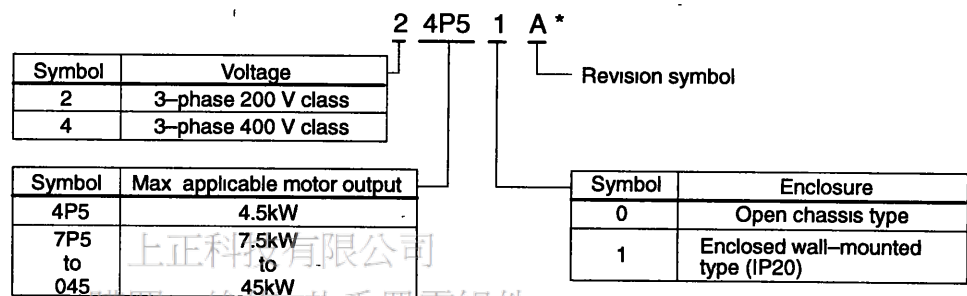 2 4P5 1 A*
Symbol Voltage
2 3–phase 200 V class
4 3–phase 400 V class
Revision symbol
Symbol Max applicable motor output
4P5 4.5kW
7P5 7.5kW
to to
045 45kW
Symbol Enclosure
0 Open chassis type
1 Enclosed wall–mounted
type (IP20)
上正科技有限公司